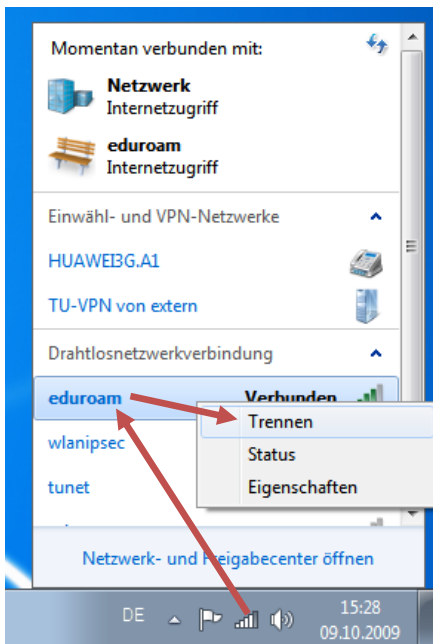 Momentan verbunden mit:
Netzwerk
Internetzugriff
eduroam
Internetzugriff
Einwähl- und VPN-Netzwerke
HUAWEI3G.A1
TU-VPN von extern
Drahtlosnetzwerkverbindung
eduroam Verbunden
Trennen
wlanipsec
Status
tunet
Eigenschaften
Netzwerk- und Freigabecenter öffnen
DE
15:28
09.10.2009